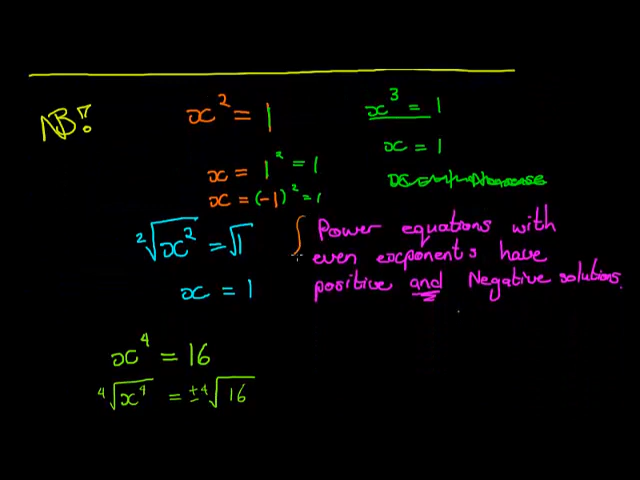 NB!
x² = 1
x³ = 1
x = 1
x = 1² = 1
x = (-1)² = 1
²√x² = √1
x = 1
Power equations with
even exponents have
positive and Negative solutions.
x⁴ = 16
⁴√x⁴ = ±⁴√16